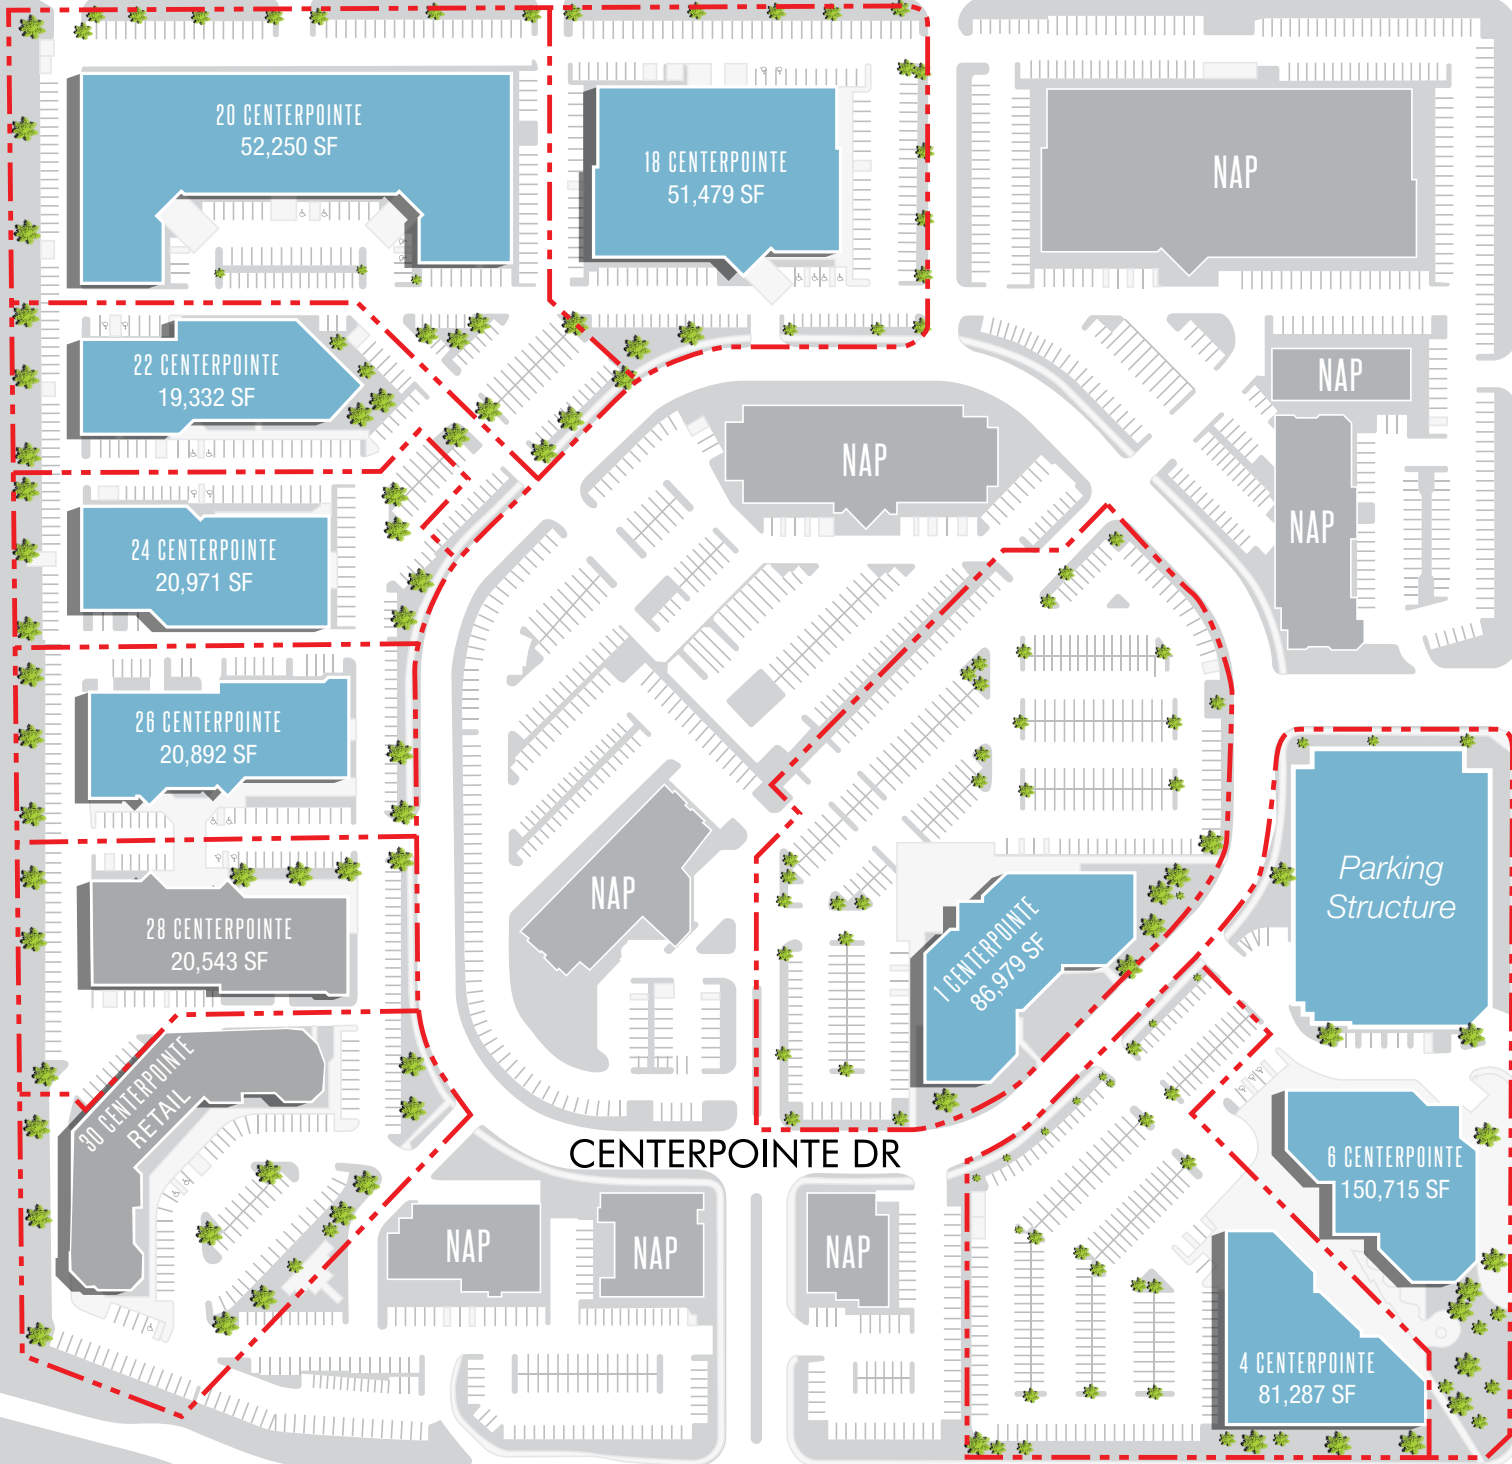 20 CENTERPOINTE
52,250 SF
18 CENTERPOINTE
51,479 SF
NAP
22 CENTERPOINTE
19,332 SF
NAP
NAP
NAP
24 CENTERPOINTE
20,971 SF
26 CENTERPOINTE
20,892 SF
NAP
Parking
Structure
28 CENTERPOINTE
20,543 SF
1 CENTERPOINTE
86,979 SF
30 CENTERPOINTE
RETAIL
CENTERPOINTE DR
6 CENTERPOINTE
150,715 SF
NAP
NAP
NAP
4 CENTERPOINTE
81,287 SF